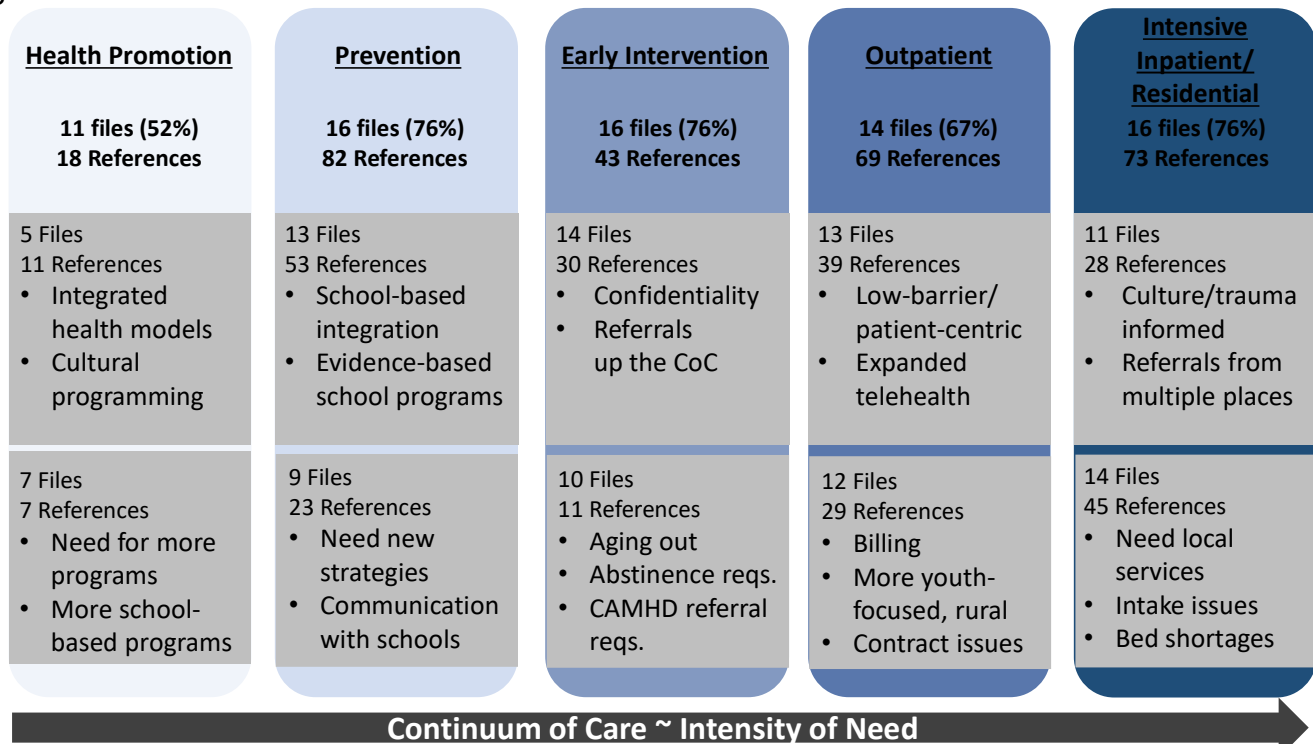 Health Promotion
11 files (52%)
18 References
5 Files
11 References
• Integrated
health models
• Cultural
programming
7 Files
7 References
• Need for more
programs
• More school-
based programs
Prevention
16 files (76%)
82 References
13 Files
53 References
• School-based
integration
• Evidence-based
school programs
9 Files
23 References
• Need new
strategies
• Communication
with schools
Early Intervention
16 files (76%)
43 References
14 Files
30 References
• Confidentiality
• Referrals
up the CoC
10 Files
11 References
• Aging out
• Abstinence reqs.
• CAMHD referral
reqs.
Outpatient
14 files (67%)
69 References
13 Files
39 References
• Low-barrier/
patient-centric
• Expanded
telehealth
12 Files
29 References
• Billing
• More youth-
focused, rural
• Contract issues
Intensive
Inpatient/
Residential
16 files (76%)
73 References
11 Files
28 References
• Culture/trauma
informed
• Referrals from
multiple places
14 Files
45 References
• Need local
services
• Intake issues
• Bed shortages
Continuum of Care ~ Intensity of Need